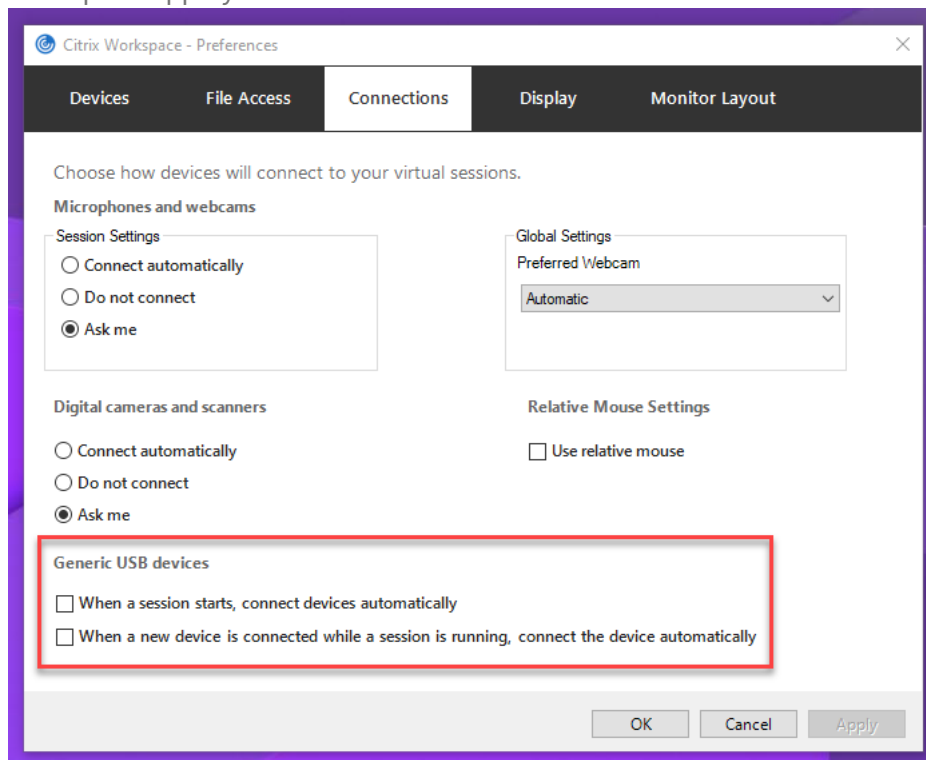 Citrix Workspace - Preferences
Devices File Access Connections Display Monitor Layout
Choose how devices will connect to your virtual sessions.
Microphones and webcams
Session Settings
Connect automatically
Do not connect
Ask me
Global Settings
Preferred Webcam
Automatic
Digital cameras and scanners
Connect automatically
Do not connect
Ask me
Relative Mouse Settings
Use relative mouse
Generic USB devices
When a session starts, connect devices automatically
When a new device is connected while a session is running, connect the device automatically
OK Cancel Apply